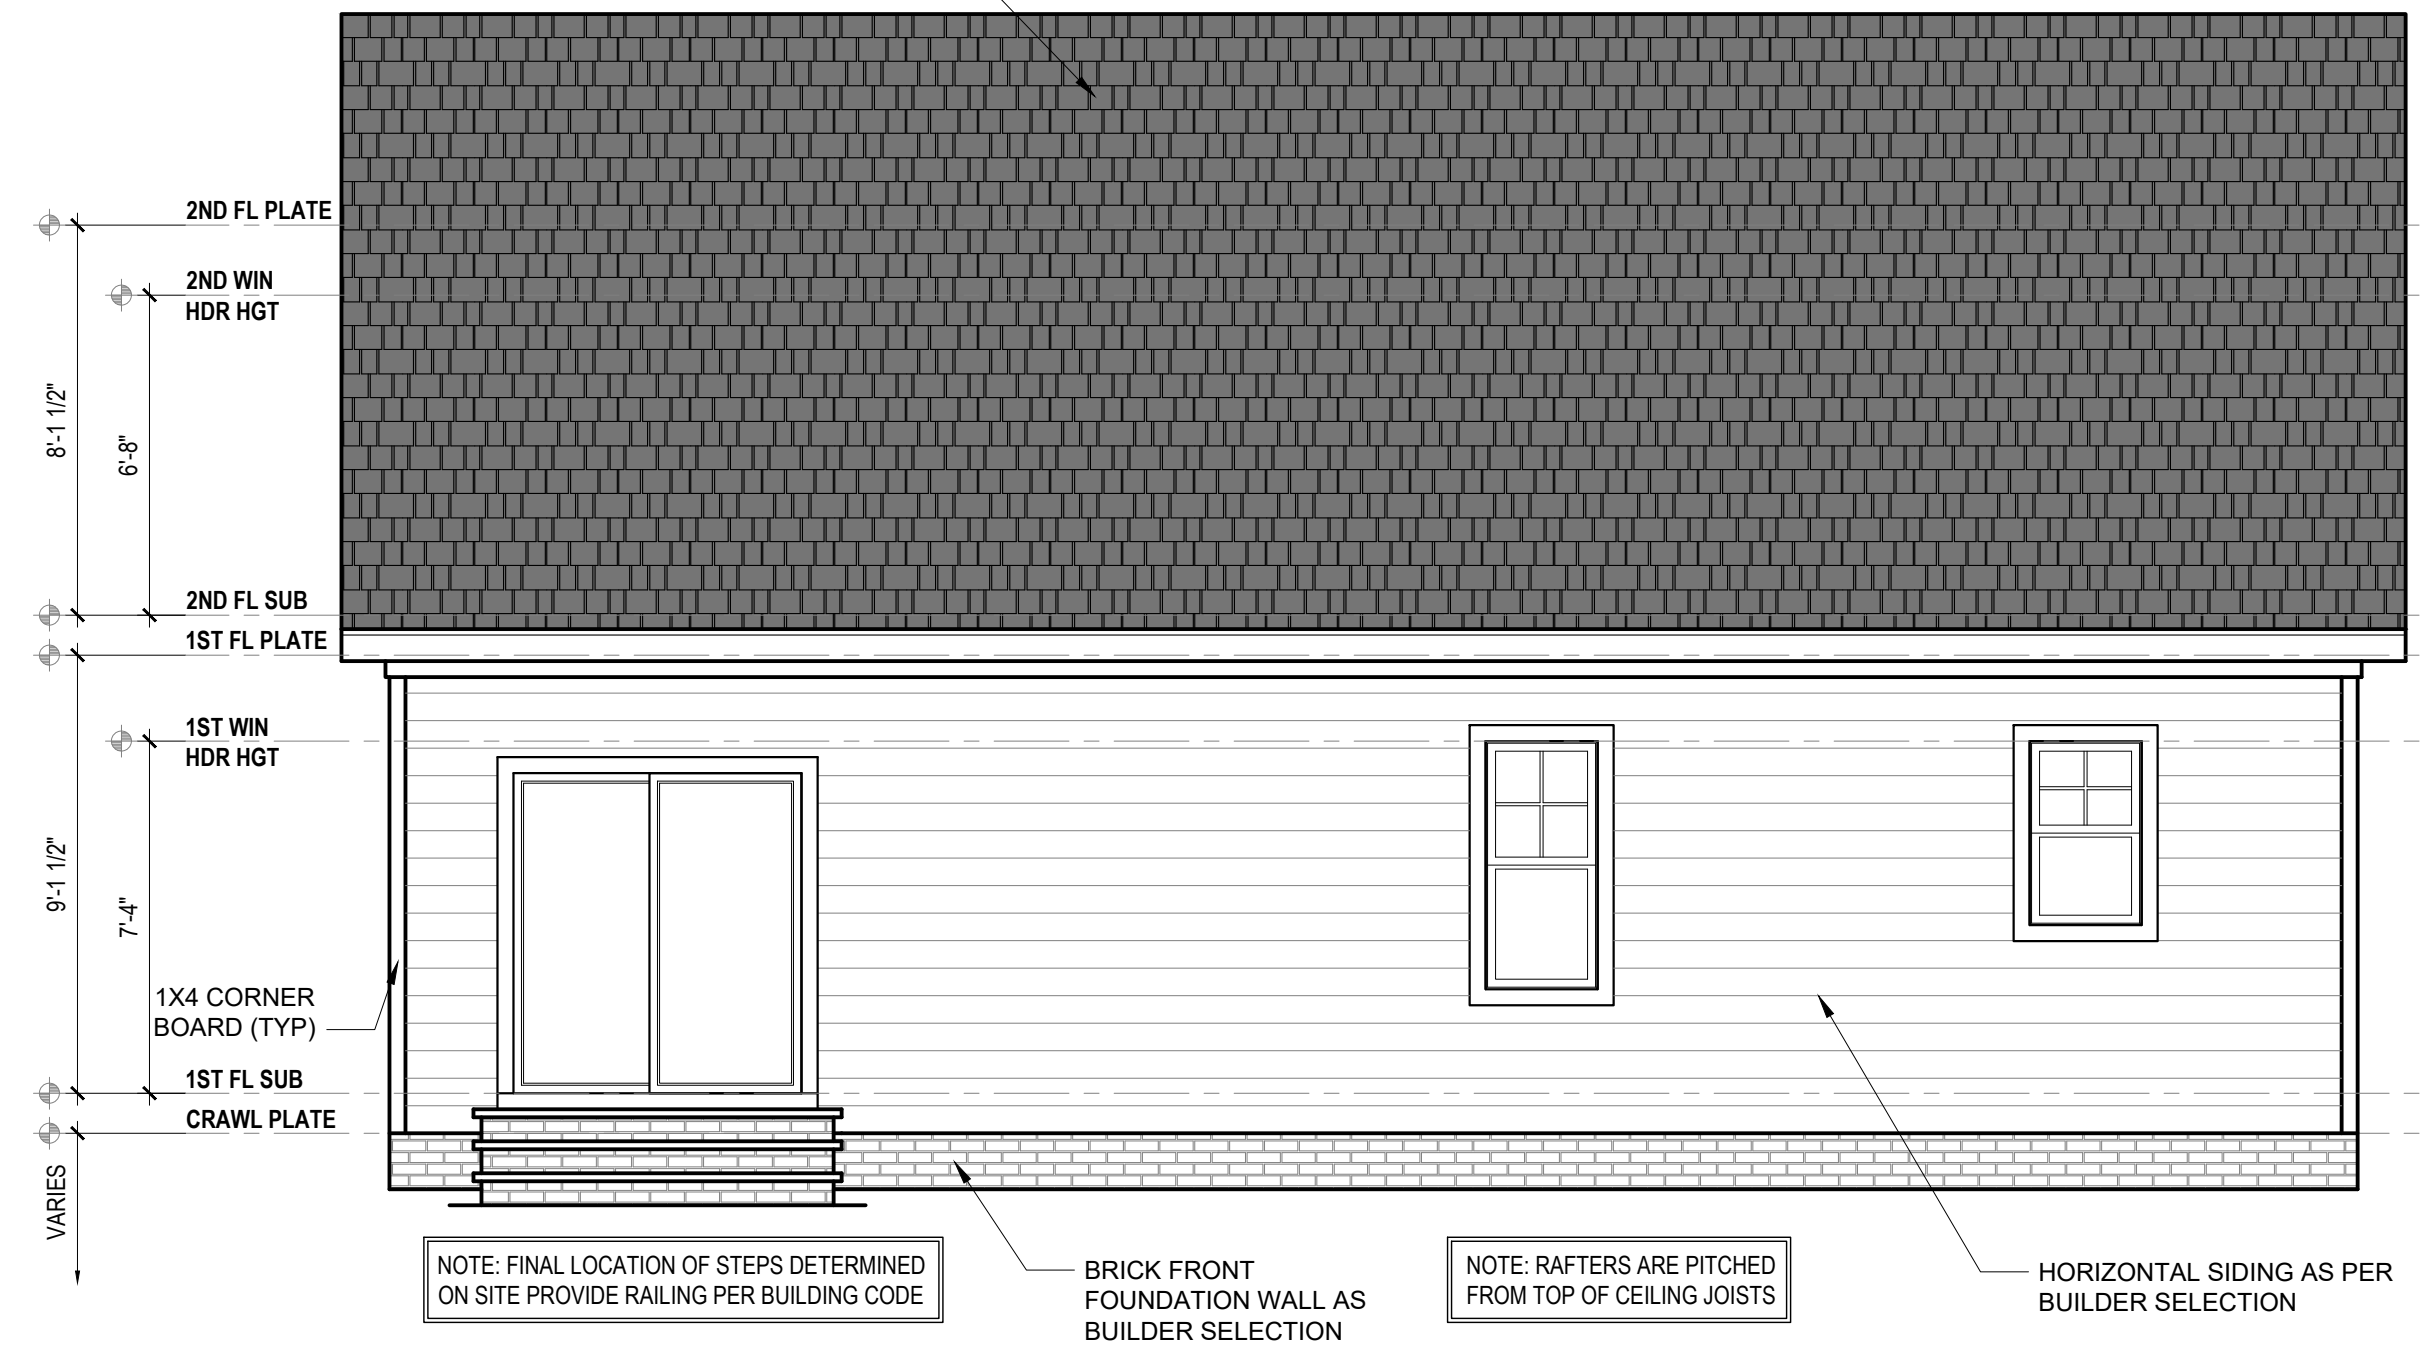 2ND FL PLATE
2ND WIN
HDR HGT
8'-1 1/2"
6'-8"
2ND FL SUB
1ST FL PLATE
1ST WIN
HDR HGT
9'-1 1/2"
7'-4"
1X4 CORNER
BOARD (TYP)
1ST FL SUB
CRAWL PLATE
VARIES
NOTE: FINAL LOCATION OF STEPS DETERMINED
ON SITE PROVIDE RAILING PER BUILDING CODE
BRICK FRONT
FOUNDATION WALL AS
BUILDER SELECTION
NOTE: RAFTERS ARE PITCHED
FROM TOP OF CEILING JOISTS
HORIZONTAL SIDING AS PER
BUILDER SELECTION